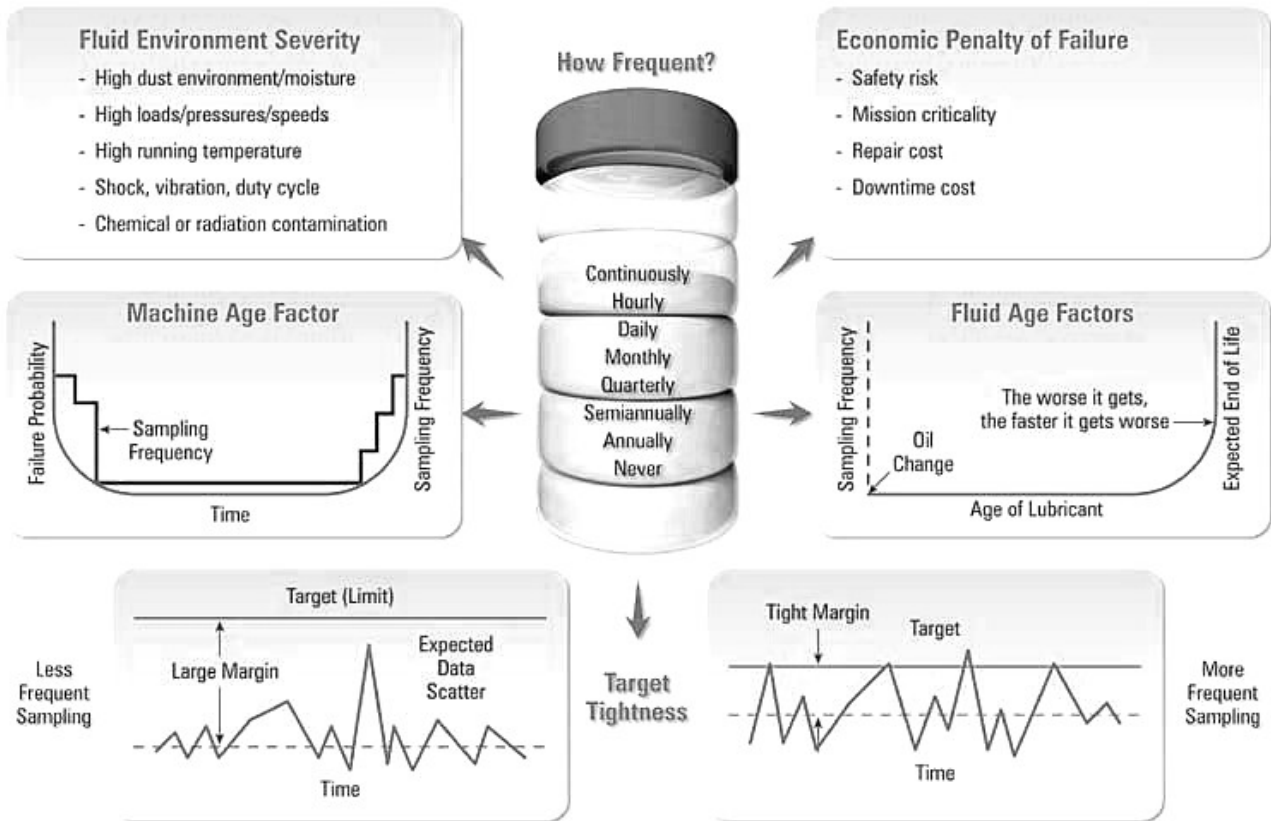 Fluid Environment Severity
- High dust environment/moisture
- High loads/pressures/speeds
- High running temperature
- Shock, vibration, duty cycle
- Chemical or radiation contamination
How Frequent?
Continuously
Hourly
Daily
Monthly
Quarterly
Semiannually
Annually
Never
Economic Penalty of Failure
- Safety risk
- Mission criticality
- Repair cost
- Downtime cost
Machine Age Factor
Failure Probability
Sampling
Frequency
Sampling Frequency
Time
Fluid Age Factors
Sampling Frequency
Oil
Change
The worse it gets,
the faster it gets worse
Expected End of Life
Age of Lubricant
Less
Frequent
Sampling
Target (Limit)
Large Margin
Expected
Data
Scatter
Time
Target
Tightness
Tight Margin
Target
Time
More
Frequent
Sampling